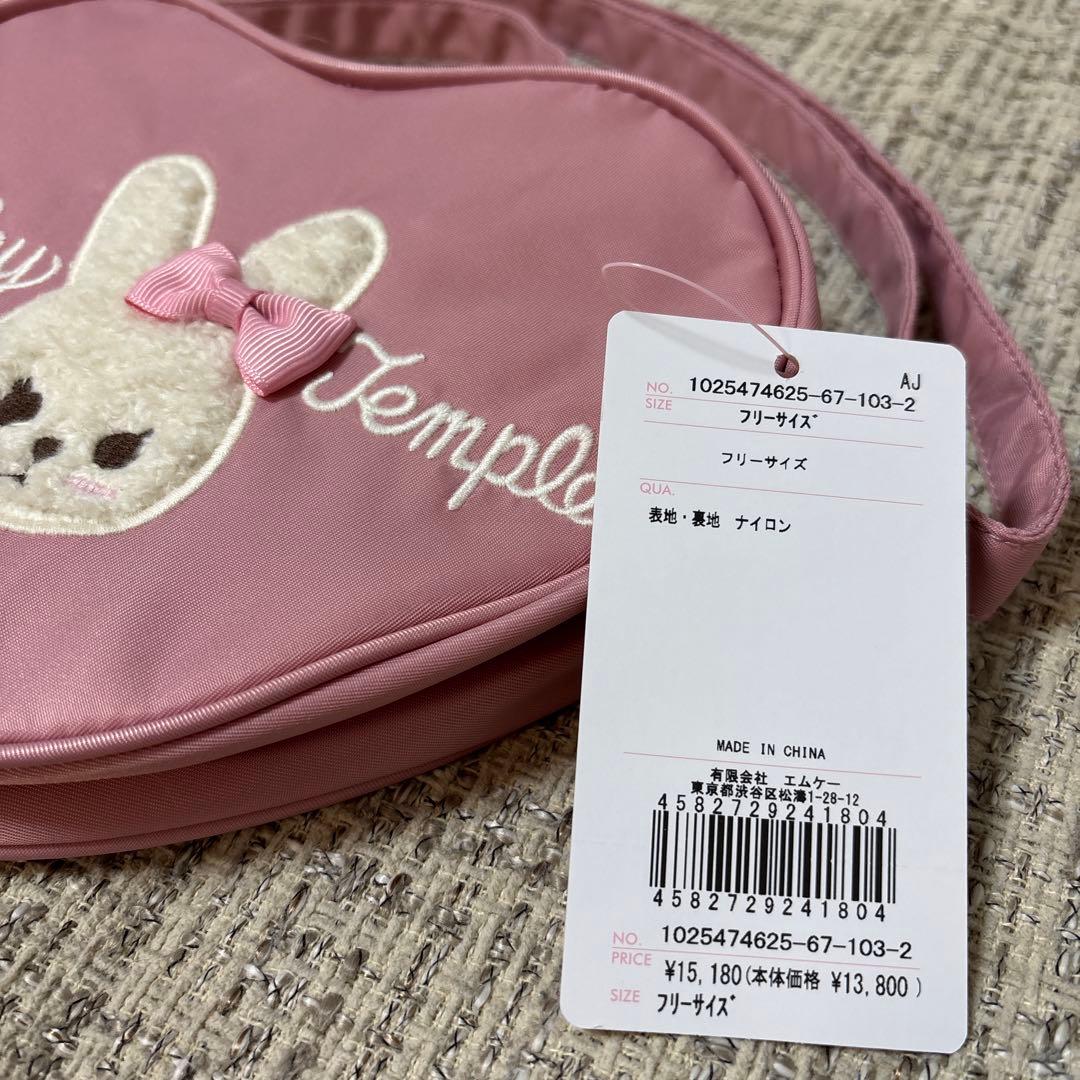 Temple
AJ
NO. 1025474625-67-103-2
SIZE フリーサイズ
フリーサイズ
QUA.
表地・裏地 ナイロン
MADE IN CHINA
有限会社 エムケー
東京都渋谷区松濤1-28-12
4582729241804
4582729241804
NO. 1025474625-67-103-2
PRICE ¥15,180(本体価格 ¥13,800)
SIZE フリーサイズ